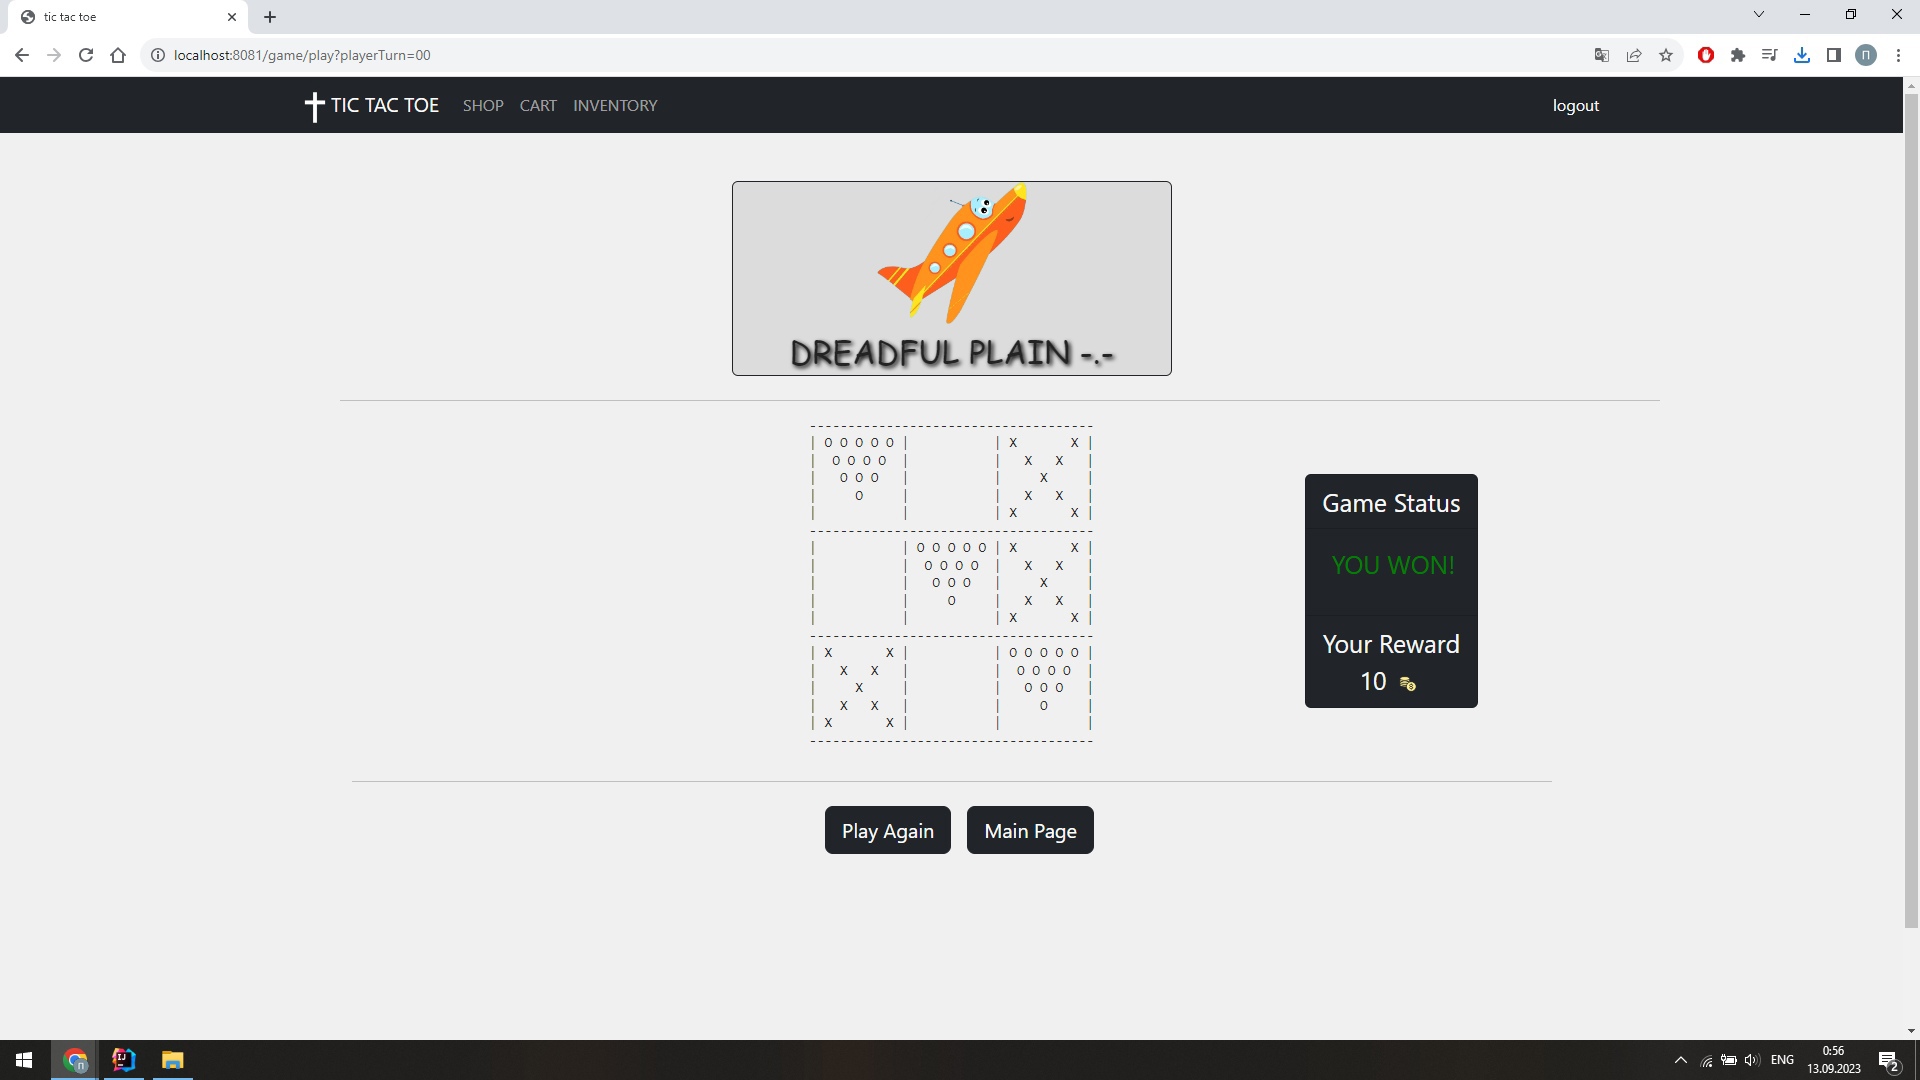 tic tac toe
localhost:8081/game/play?playerTurn=00
П
TIC TAC TOE SHOP CART INVENTORY logout
DREADFUL PLAIN -.-
-------------------------------------
| O O O O O |           | X       X |
|  O O O O  |           |   X   X   |
|   O O O   |           |     X     |
|     O     |           |   X   X   |
|           |           | X       X |
-------------------------------------
|           | O O O O O | X       X |
|           |  O O O O  |   X   X   |
|           |   O O O   |     X     |
|           |     O     |   X   X   |
|           |           | X       X |
-------------------------------------
| X       X |           | O O O O O |
|   X   X   |           |  O O O O  |
|     X     |           |   O O O   |
|   X   X   |           |     O     |
| X       X |           |           |
-------------------------------------
Game Status
YOU WON!
Your Reward
10
Play Again Main Page
ENG
0:56
13.09.2023
2